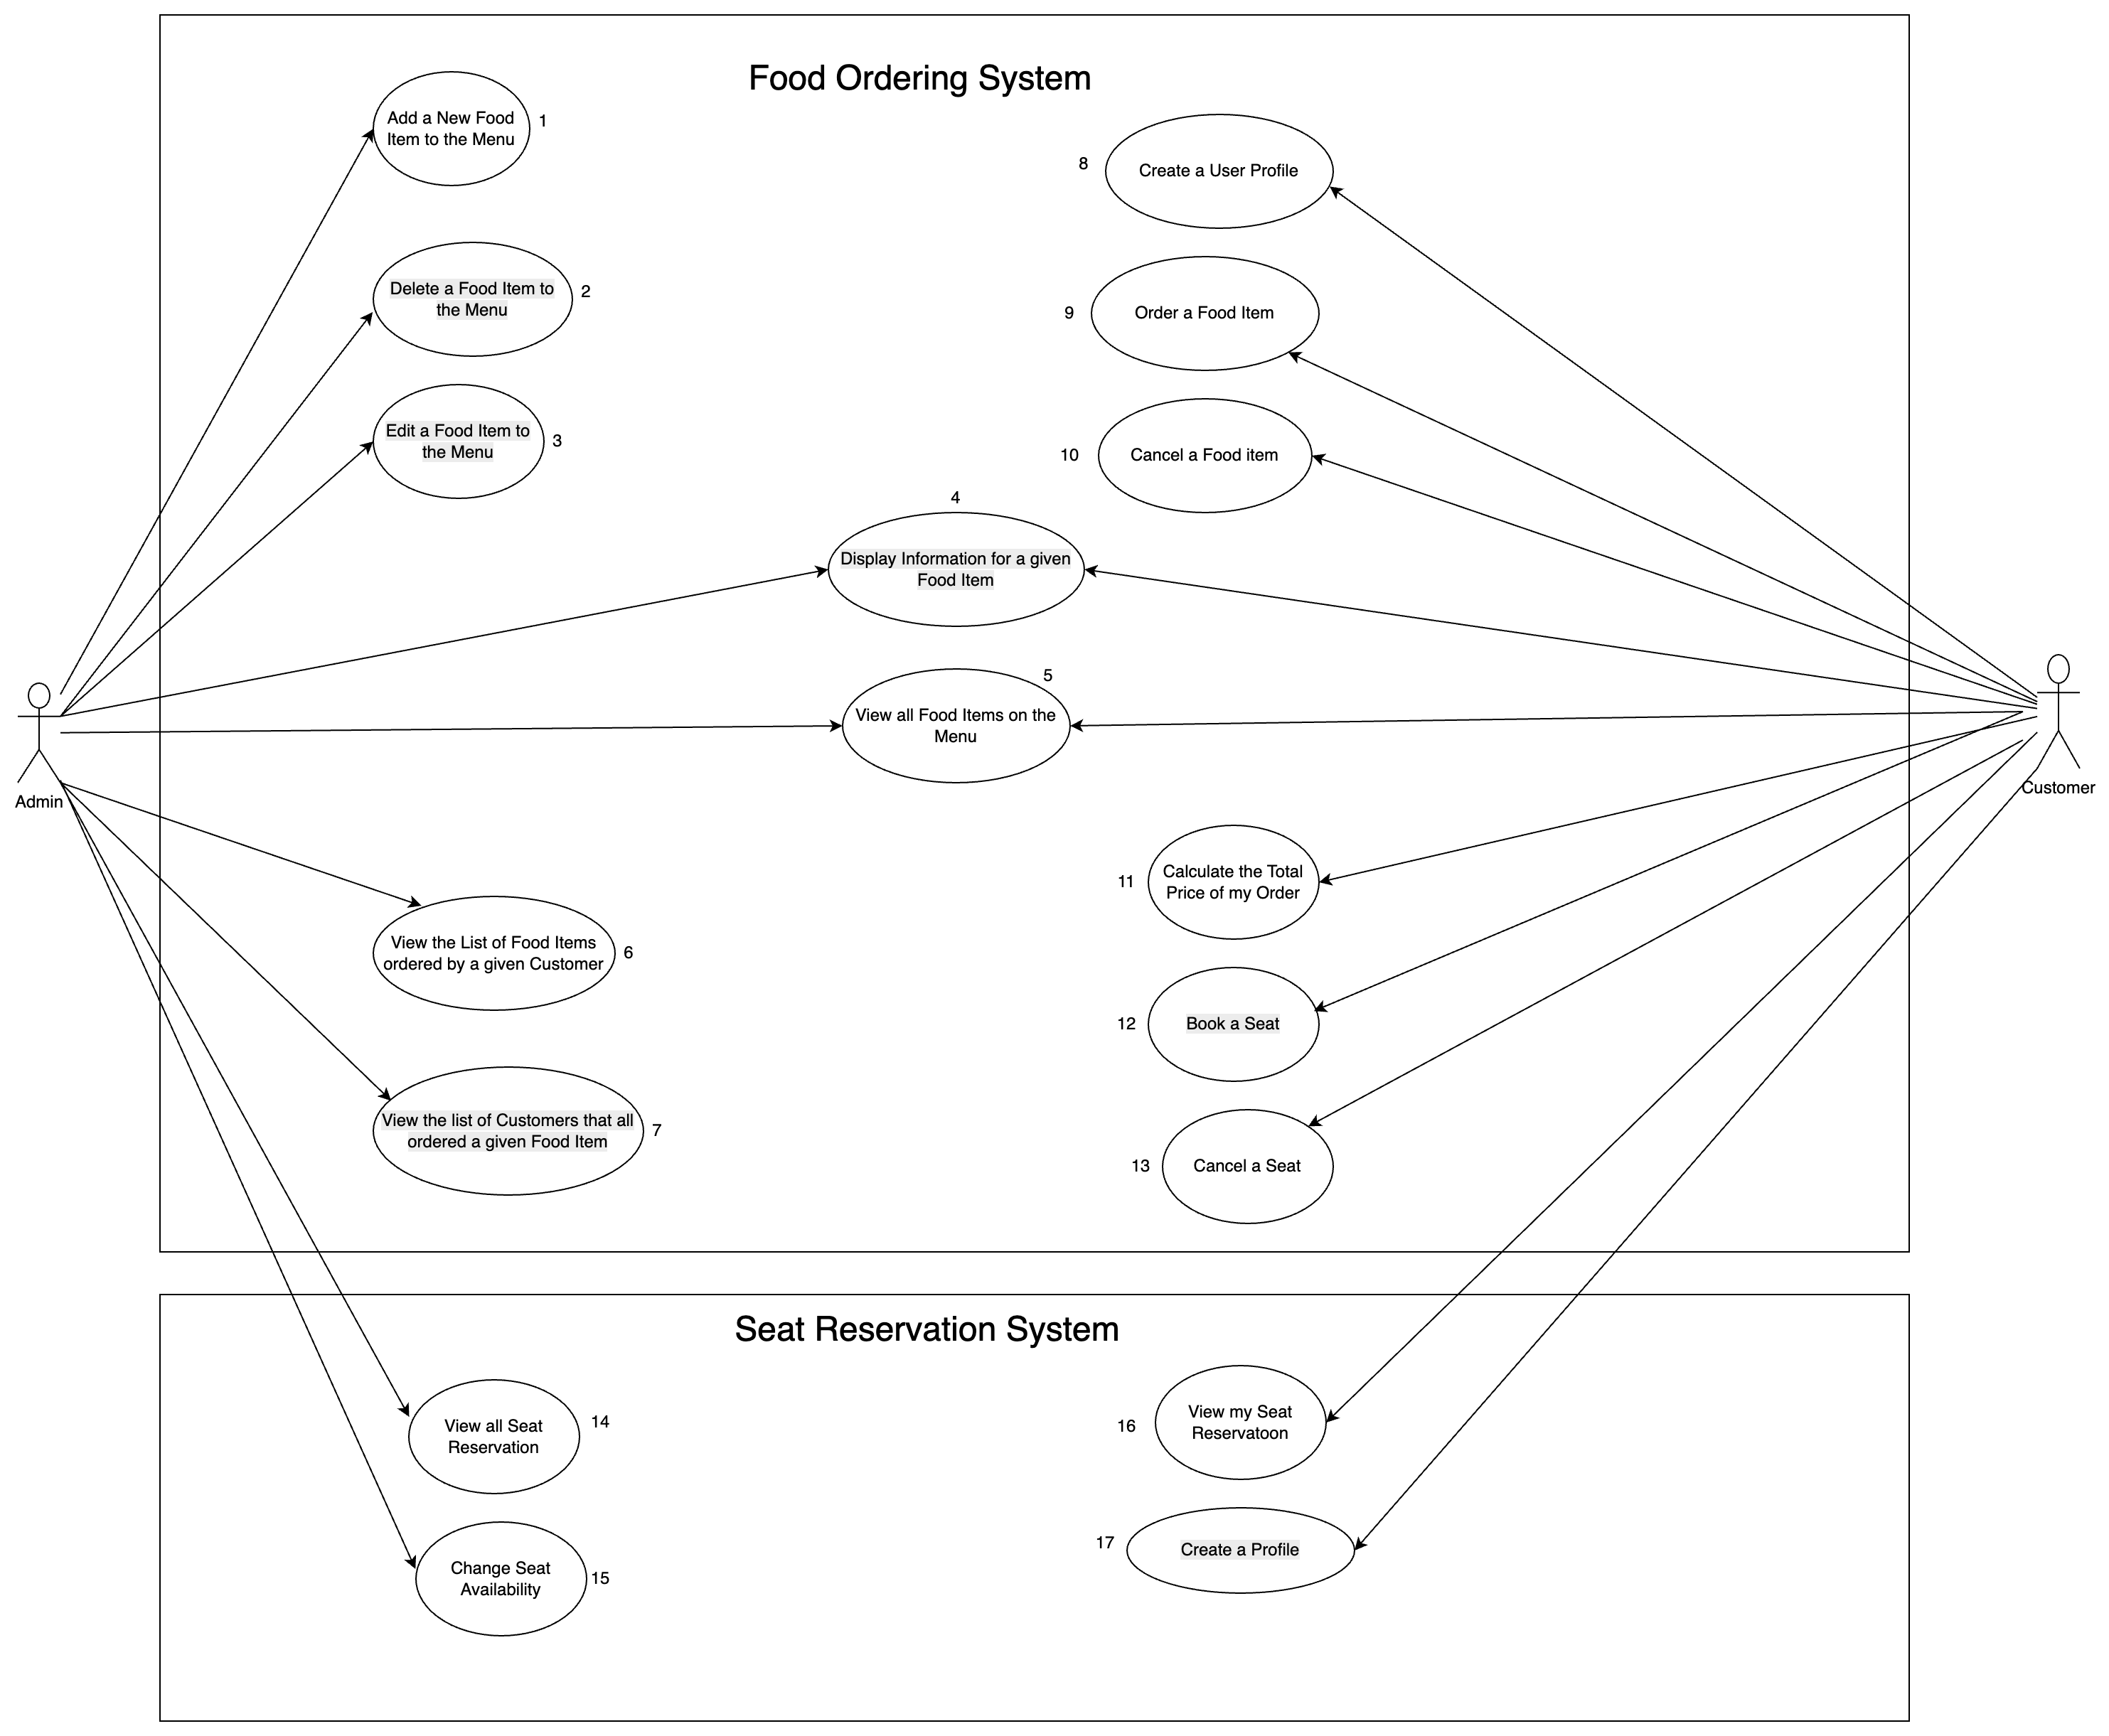 Food Ordering System
Add a New Food
Item to the Menu
1
8
Create a User Profile
Delete a Food Item to
the Menu
2
9
Order a Food Item
Edit a Food Item to
the Menu
3
10
Cancel a Food item
4
Display Information for a given
Food Item
5
View all Food Items on the
Menu
Admin
Customer
11
Calculate the Total
Price of my Order
View the List of Food Items
ordered by a given Customer
6
12
Book a Seat
View the list of Customers that all
ordered a given Food Item
7
13
Cancel a Seat
Seat Reservation System
View all Seat
Reservation
14
16
View my Seat
Reservatoon
Change Seat
Availability
15
17
Create a Profile